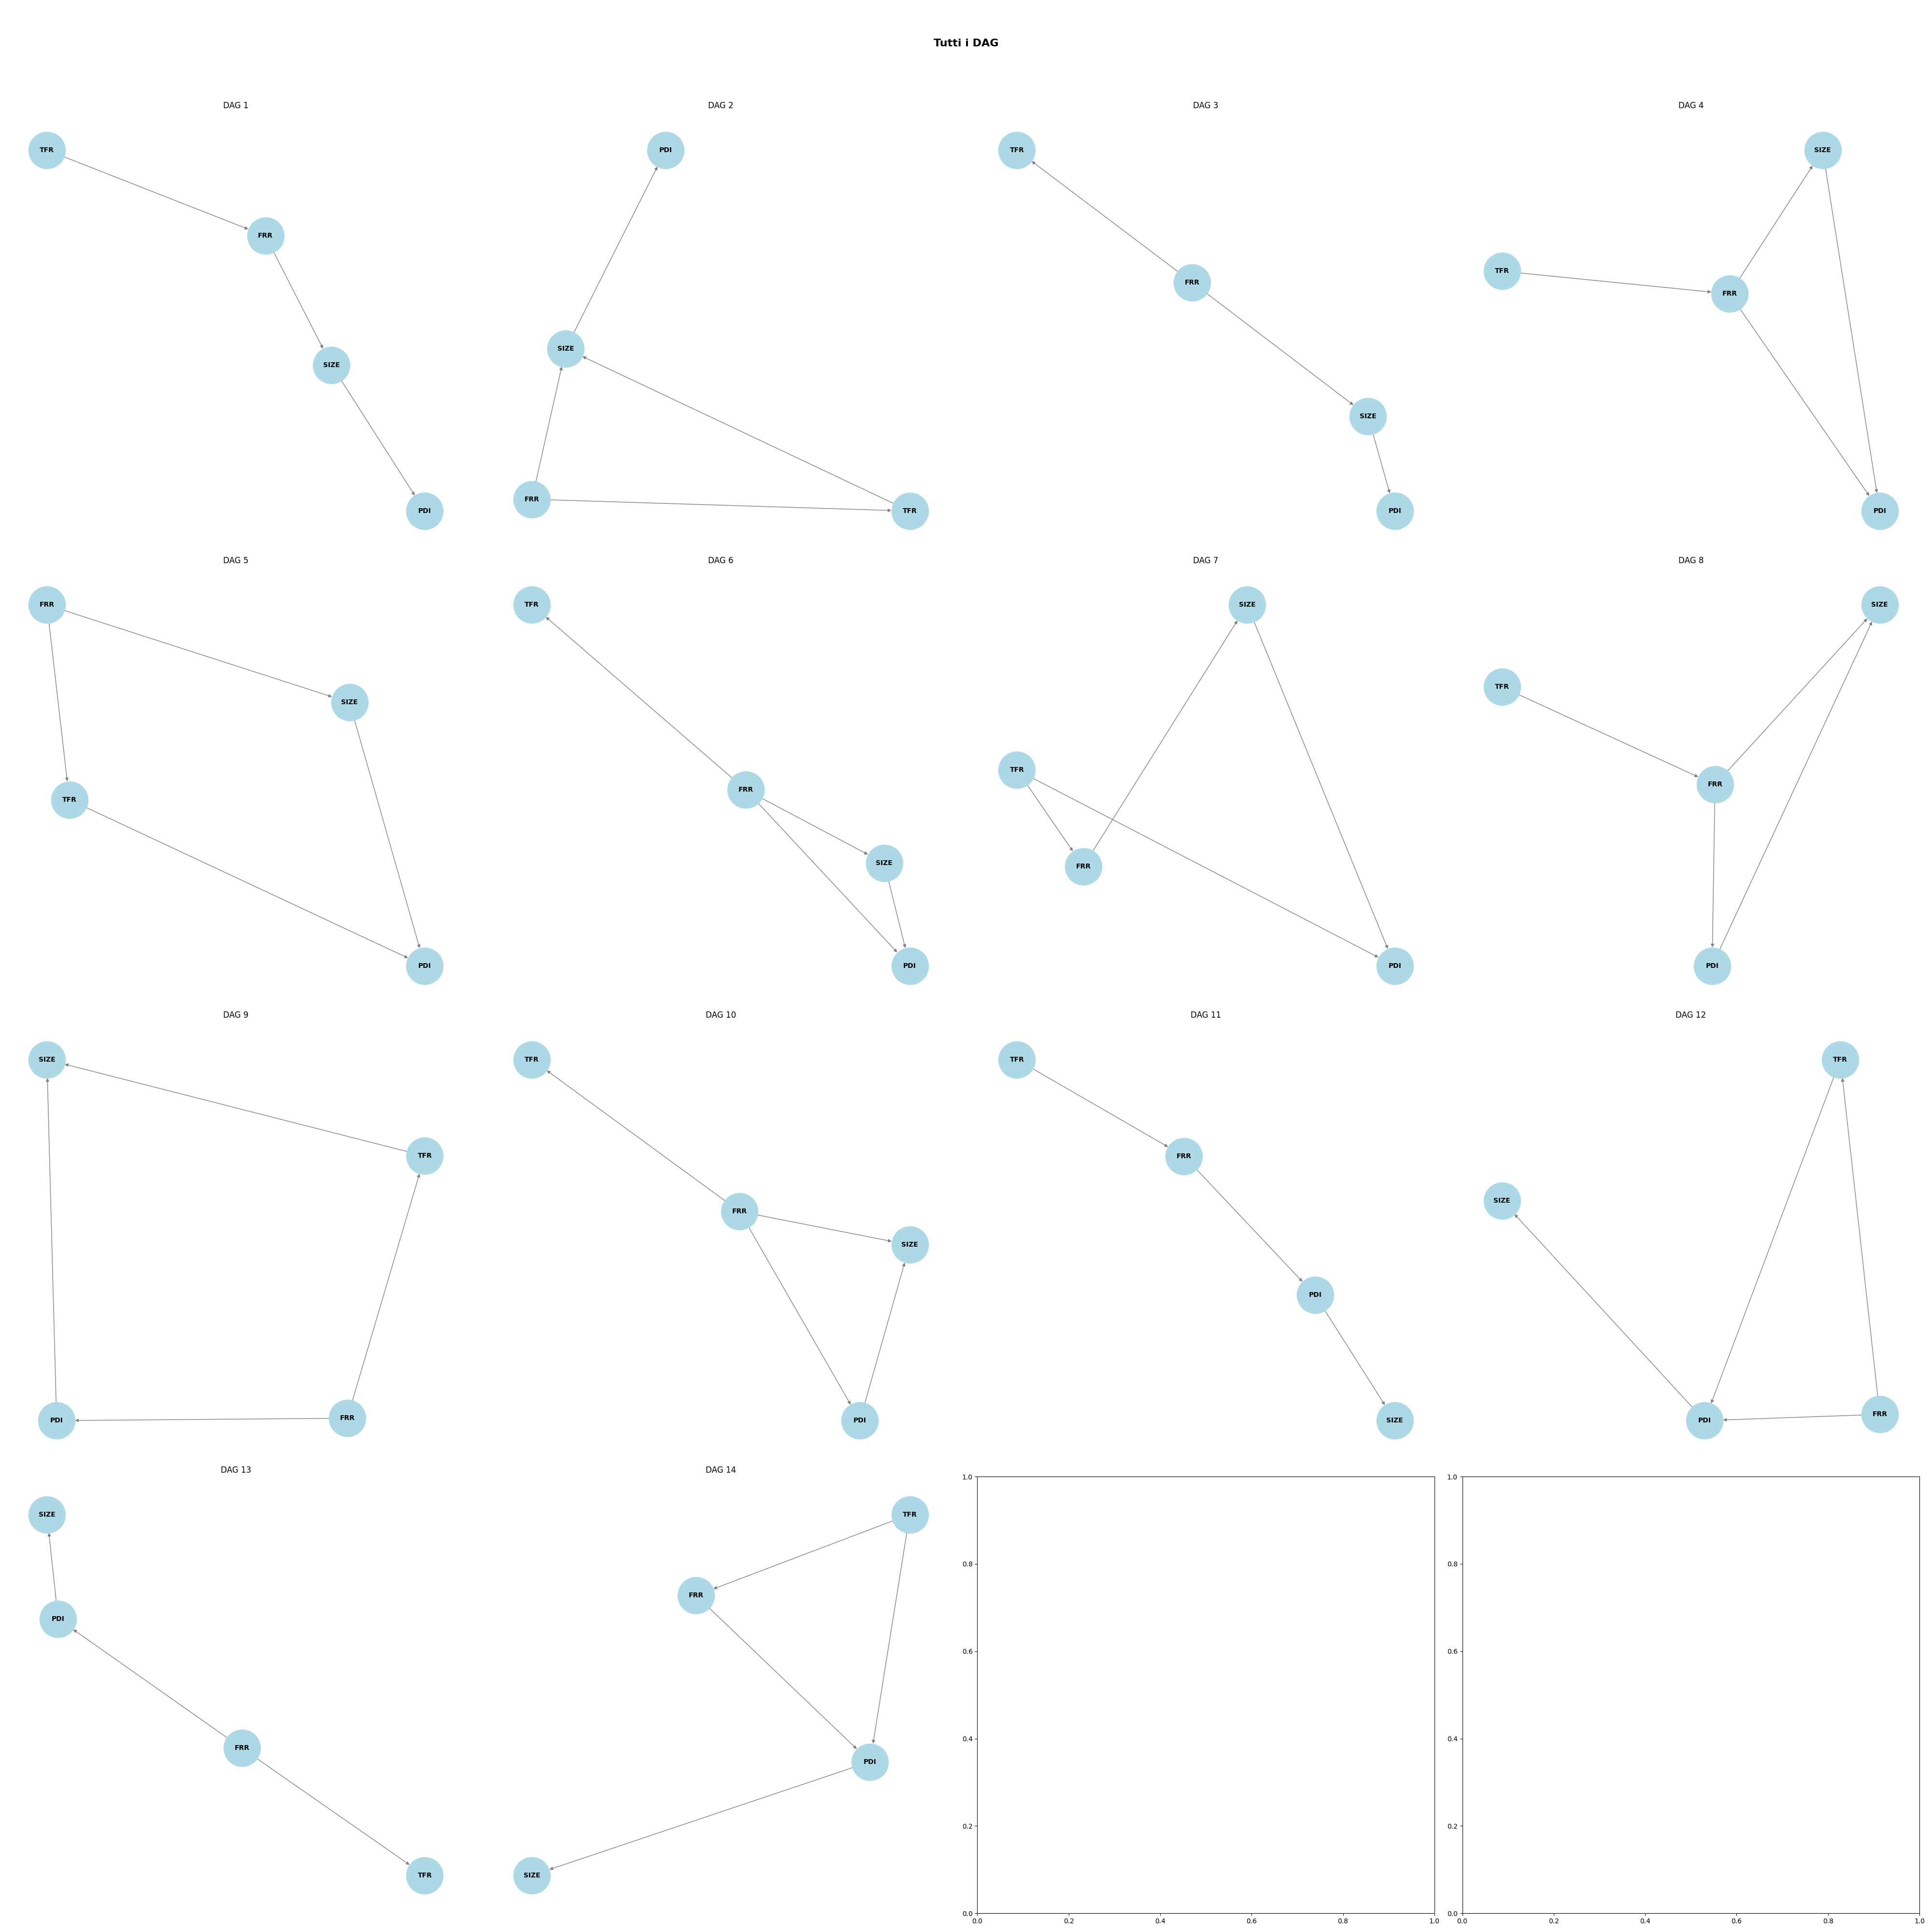 Tutti i DAG
DAG 1
TFR
FRR
SIZE
PDI
DAG 2
PDI
SIZE
FRR
TFR
DAG 3
TFR
FRR
SIZE
PDI
DAG 4
SIZE
TFR
FRR
PDI
DAG 5
FRR
SIZE
TFR
PDI
DAG 6
TFR
FRR
SIZE
PDI
DAG 7
SIZE
TFR
FRR
PDI
DAG 8
SIZE
TFR
FRR
PDI
DAG 9
SIZE
TFR
PDI
FRR
DAG 10
TFR
FRR
SIZE
PDI
DAG 11
TFR
FRR
PDI
SIZE
DAG 12
TFR
SIZE
PDI
FRR
DAG 13
SIZE
PDI
FRR
TFR
DAG 14
TFR
FRR
PDI
SIZE
1.0
0.8
0.6
0.4
0.2
0.0
0.0 0.2 0.4 0.6 0.8 1.0
1.0
0.8
0.6
0.4
0.2
0.0
0.0 0.2 0.4 0.6 0.8 1.0